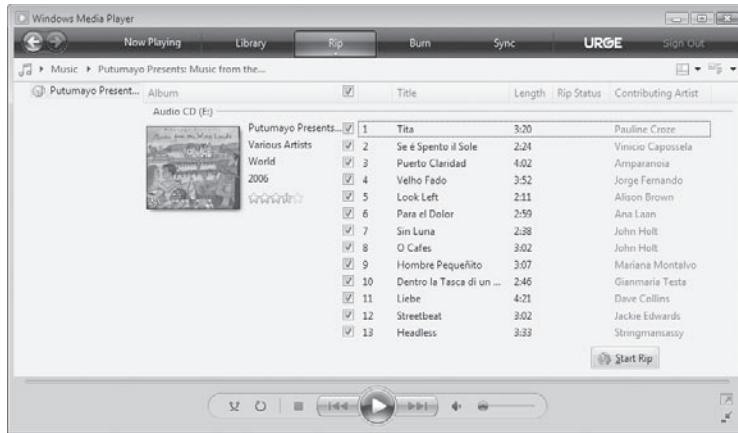 Windows Media Player
Now Playing Library Rip Burn Sync URGE Sign Out
Music Putumayo Presents: Music from the...
Putumayo Present... Album Title Length Rip Status Contributing Artist
Audio CD (E:)
Putumayo Presents... 1 Tita 3:20 Pauline Croze
Various Artists 2 Se é Spento il Sole 2:24 Vinicio Capossela
World 3 Puerto Claridad 4:02 Amparanoia
2006 4 Velho Fado 3:52 Jorge Fernando
5 Look Left 2:11 Alison Brown
6 Para el Dolor 2:59 Ana Laan
7 Sin Luna 2:38 John Holt
8 O Cafes 3:02 John Holt
9 Hombre Pequeñito 3:07 Mariana Montalvo
10 Dentro la Tasca di un ... 2:46 Gianmaria Testa
11 Liebe 4:21 Dave Collins
12 Streetbeat 3:02 Jackie Edwards
13 Headless 3:33 Stringmansassy
Start Rip